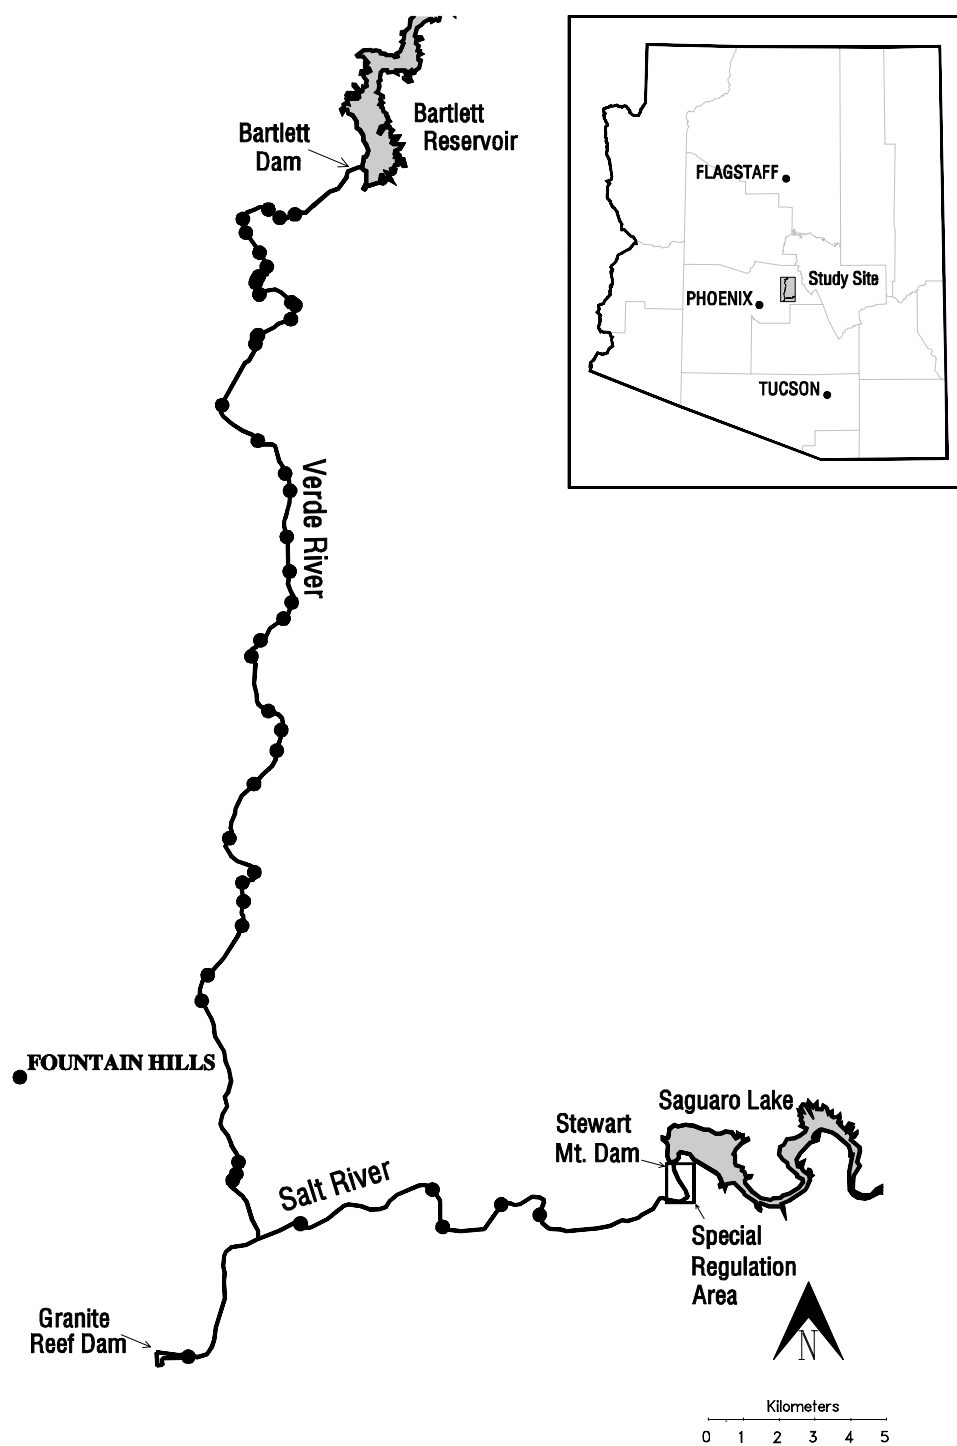 Bartlett
Reservoir
Bartlett
Dam
FLAGSTAFF
Study Site
PHOENIX
TUCSON
Verde River
FOUNTAIN HILLS
Saguaro Lake
Stewart
Mt. Dam
Salt River
Special
Regulation
Area
Granite
Reef Dam
N
Kilometers
0 1 2 3 4 5